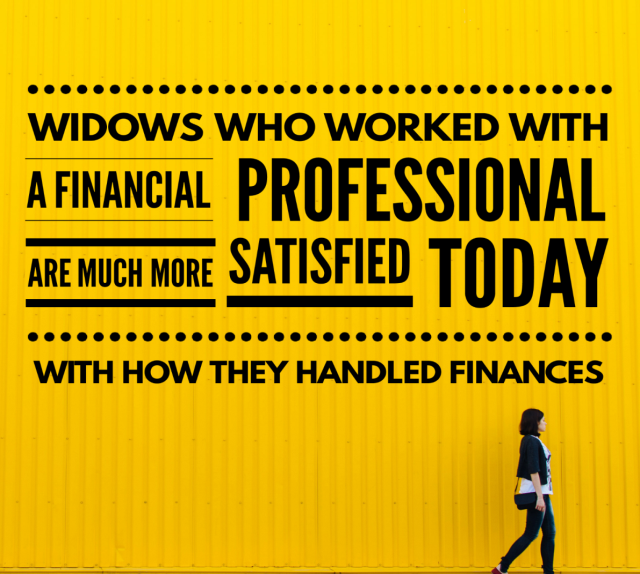 WIDOWS WHO WORKED WITH
A FINANCIAL PROFESSIONAL
ARE MUCH MORE SATISFIED TODAY
WITH HOW THEY HANDLED FINANCES